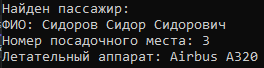 Найден пассажир:
ФИО: Сидоров Сидор Сидорович
Номер посадочного места: 3
Летательный аппарат: Airbus A320